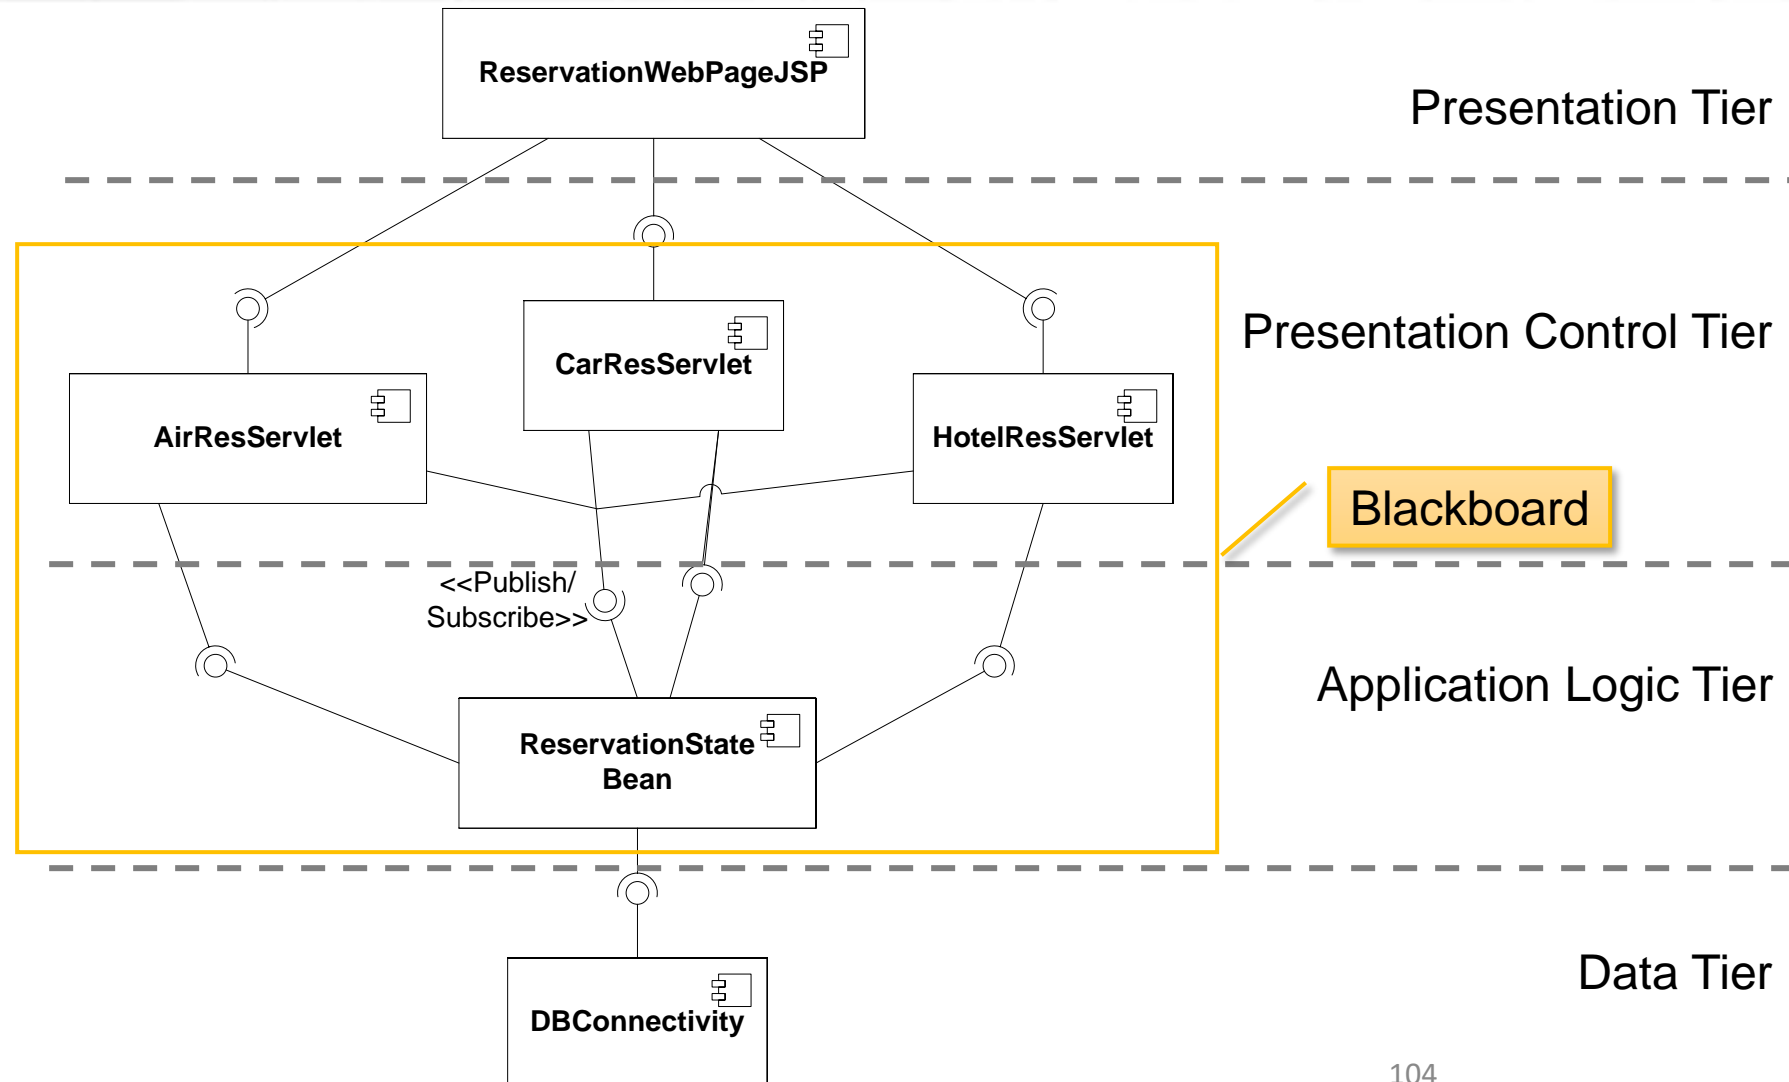 ReservationWebPageJSP
Presentation Tier
Presentation Control Tier
CarResServlet
AirResServlet
HotelResServlet
Blackboard
<<Publish/
Subscribe>>
Application Logic Tier
ReservationState
Bean
Data Tier
DBConnectivity
104